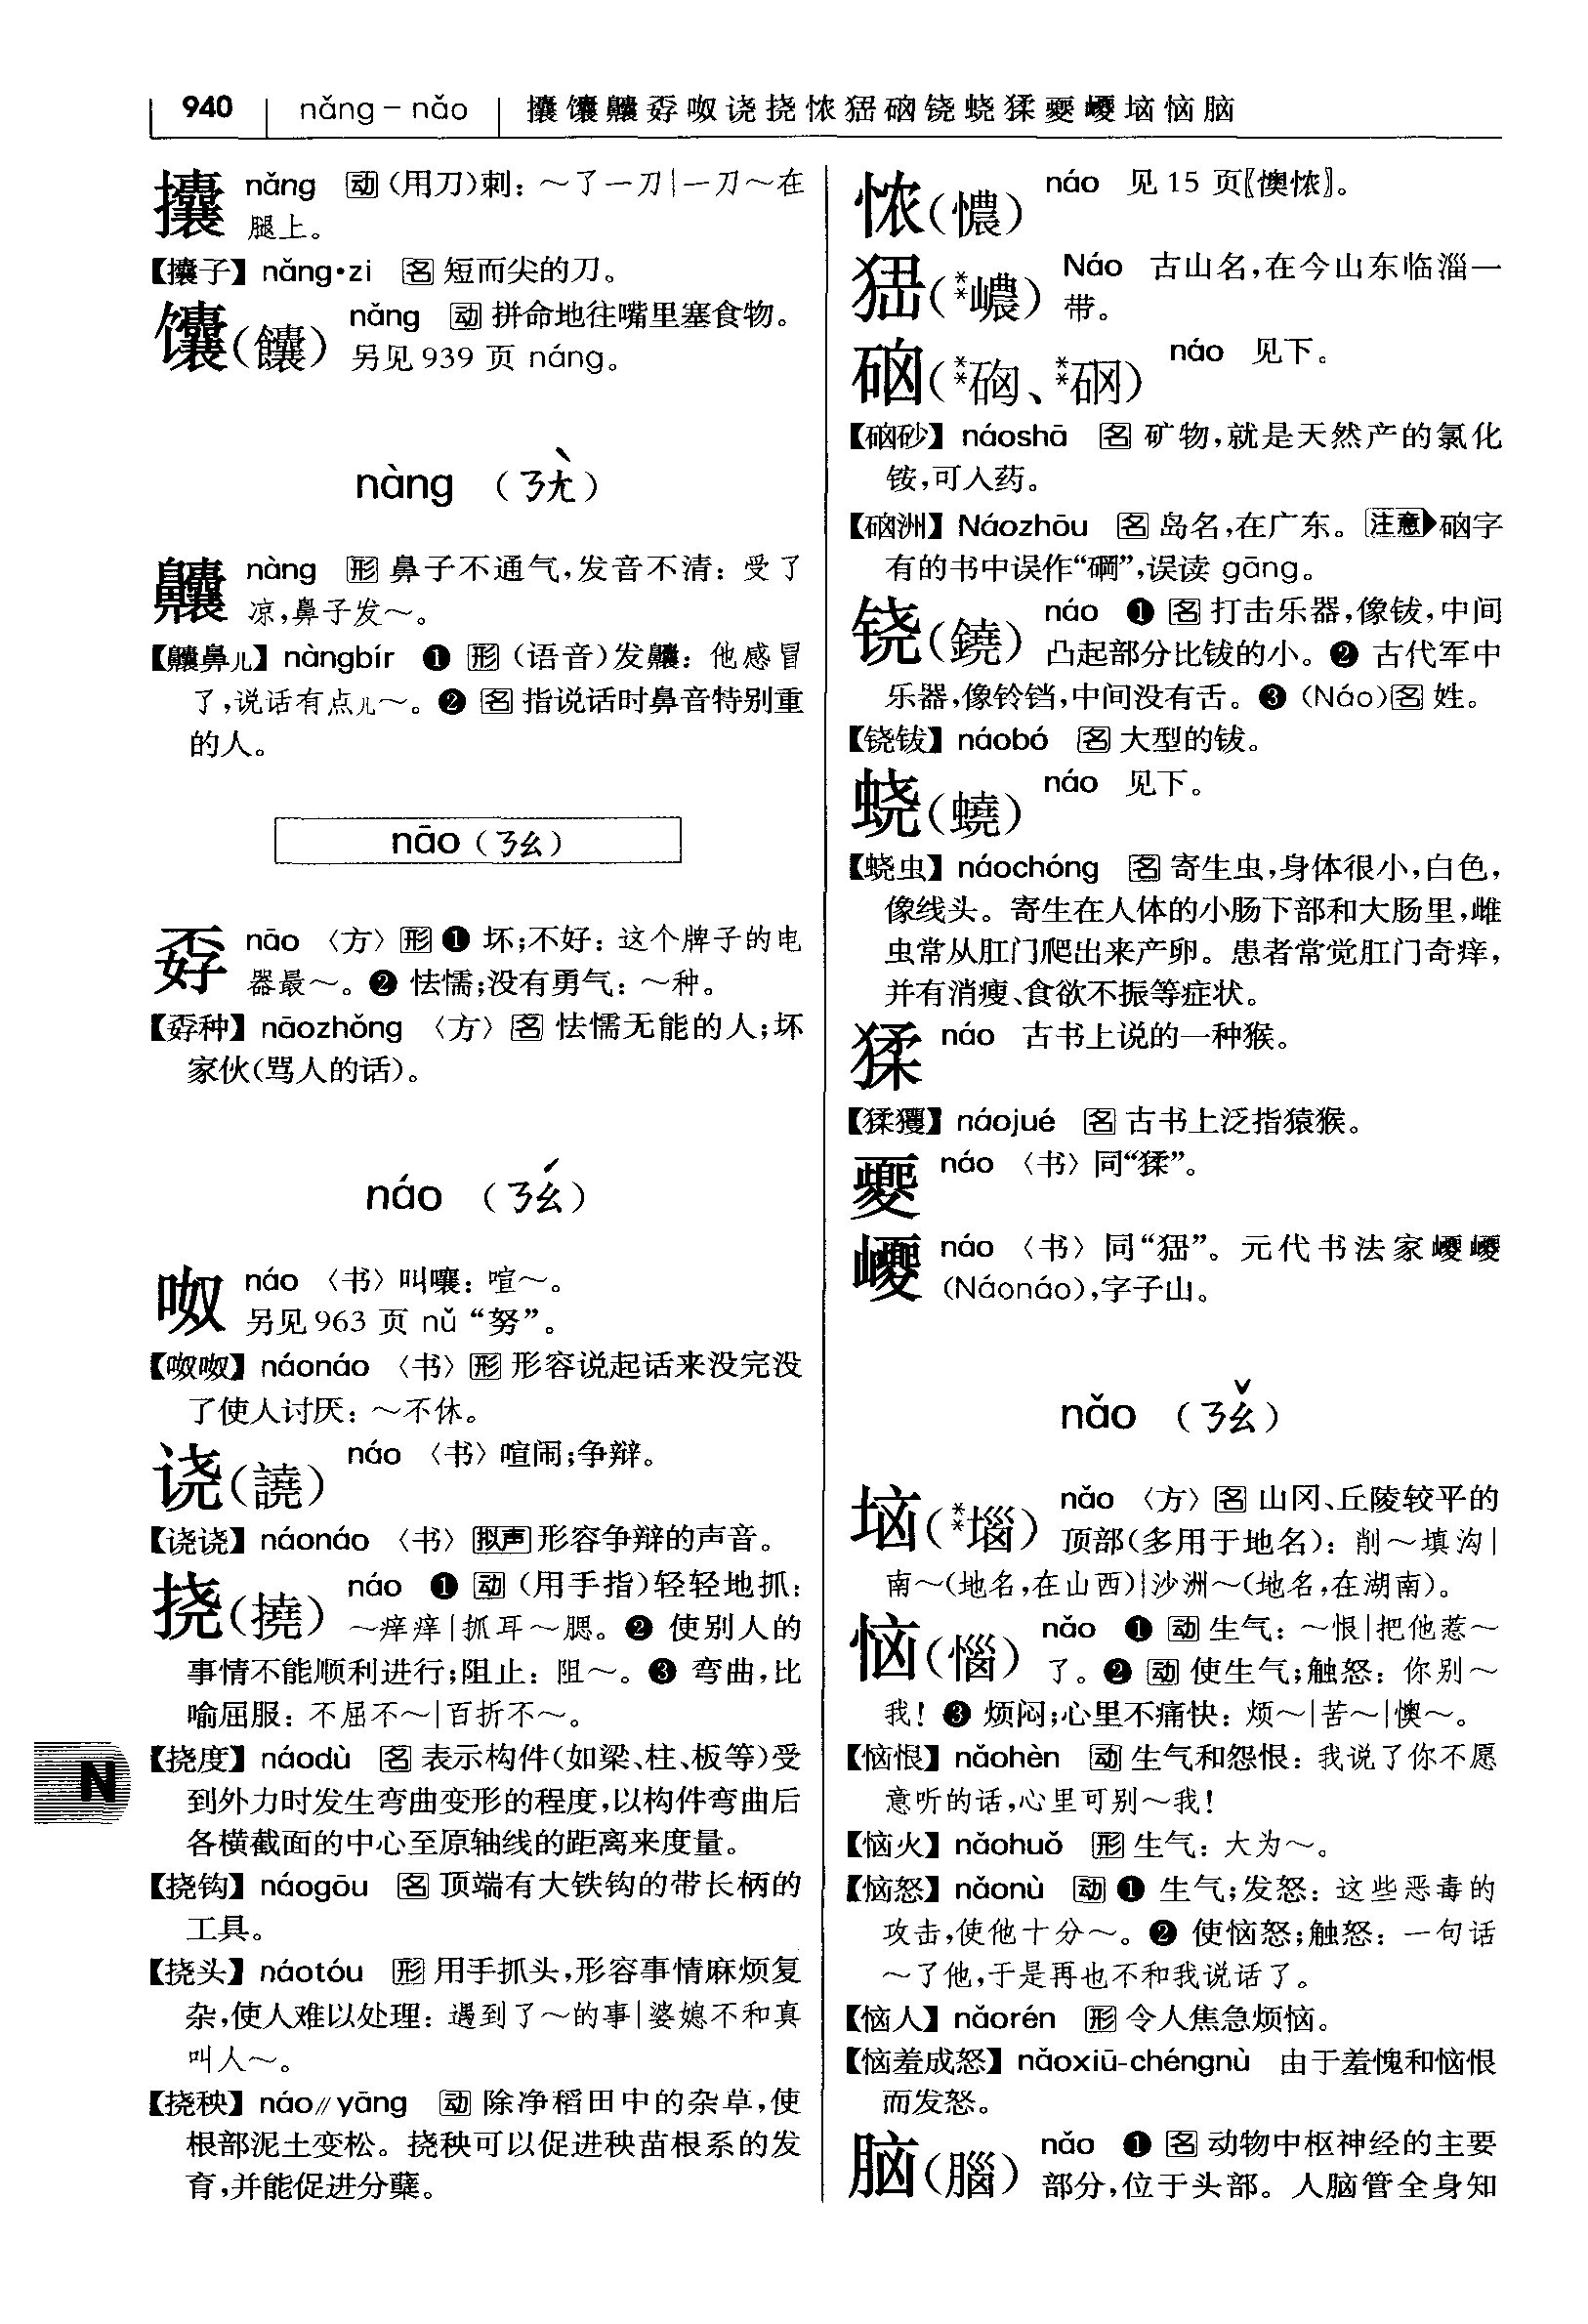 940 nǎng－nǎo 攮馕齉孬呶诐挠侬峱硇铙蛲猱夒巎垴恼脑
攮 nǎng 动（用刀）刺：～了一刀|一刀～在
腿上。
【攮子】nǎng•zi 名 短而尖的刀。
馕（饢） nǎng 动 拼命地往嘴里塞食物。
另见939页 náng。
nàng （ㄋㄤˋ）
齉 nàng 形 鼻子不通气，发音不清：受了
凉，鼻子发～。
【齉鼻儿】nàngbír ❶ 形（语音）发齉：他感冒
了，说话有点儿～。❷ 名 指说话时鼻音特别重
的人。
nāo（ㄋㄠ）
孬 nāo 〈方〉形 ❶ 坏；不好：这个牌子的电
器最～。❷ 怯懦；没有勇气：～种。
【孬种】nāozhǒng 〈方〉名 怯懦无能的人；坏
家伙（骂人的话）。
náo （ㄋㄠˊ）
呶 náo 〈书〉叫嚷：喧～。
另见963页 nǔ“努”。
【呶呶】náonáo 〈书〉形 形容说起话来没完没
了使人讨厌：～不休。
𫍢（譊） náo 〈书〉喧闹；争辩。
【𫍢𫍢】náonáo 〈书〉拟声 形容争辩的声音。
挠（撓） náo ❶ 动（用手指）轻轻地抓：
～痒痒|抓耳～腮。❷ 使别人的
事情不能顺利进行；阻止：阻～。❸ 弯曲，比
喻屈服：不屈不～|百折不～。
【挠度】náodù 名 表示构件（如梁、柱、板等）受
到外力时发生弯曲变形的程度，以构件弯曲后
各横截面的中心至原轴线的距离来度量。
【挠钩】náogōu 名 顶端有大铁钩的带长柄的
工具。
【挠头】náotóu 形 用手抓头，形容事情麻烦复
杂，使人难以处理：遇到了～的事|婆媳不和真
叫人～。
【挠秧】náo∥yāng 动 除净稻田中的杂草，使
根部泥土变松。挠秧可以促进秧苗根系的发
育，并能促进分蘖。
N
𢙐（憹） náo 见15页〖懊𢙐〗。
峱（**𪩘） Náo 古山名，在今山东临淄一
带。
硇（**硵、**䃃） náo 见下。
【硇砂】náoshā 名 矿物，就是天然产的氯化
铵，可入药。
【硇洲】Náozhōu 名 岛名，在广东。注意▶硇字
有的书中误作“碙”，误读 gāng。
铙（鐃） náo ❶ 名 打击乐器，像钹，中间
凸起部分比钹的小。❷ 古代军中
乐器，像铃铛，中间没有舌。❸（Náo）名 姓。
【铙钹】náobó 名 大型的钹。
蛲（蟯） náo 见下。
【蛲虫】náochóng 名 寄生虫，身体很小，白色，
像线头。寄生在人体的小肠下部和大肠里，雌
虫常从肛门爬出来产卵。患者常觉肛门奇痒，
并有消瘦、食欲不振等症状。
猱 náo 古书上说的一种猴。
【猱玃】náojué 名 古书上泛指猿猴。
夒 náo 〈书〉同“猱”。
巎 náo 〈书〉同“峱”。元代书法家巎巎
（Náonáo），字子山。
nǎo （ㄋㄠˇ）
垴（**堖） nǎo 〈方〉名 山冈、丘陵较平的
顶部（多用于地名）：削～填沟|
南～（地名，在山西）|沙洲～（地名，在湖南）。
恼（惱） nǎo ❶ 动 生气：～恨|把他惹～
了。❷ 动 使生气；触怒：你别～
我！❸ 烦闷；心里不痛快：烦～|苦～|懊～。
【恼恨】nǎohèn 动 生气和怨恨：我说了你不愿
意听的话，心里可别～我！
【恼火】nǎohuǒ 形 生气：大为～。
【恼怒】nǎonù 动 ❶ 生气；发怒：这些恶毒的
攻击，使他十分～。❷ 使恼怒；触怒：一句话
～了他，于是再也不和我说话了。
【恼人】nǎorén 形 令人焦急烦恼。
【恼羞成怒】nǎoxiū-chéngnù 由于羞愧和恼恨
而发怒。
脑（腦） nǎo ❶ 名 动物中枢神经的主要
部分，位于头部。人脑管全身知